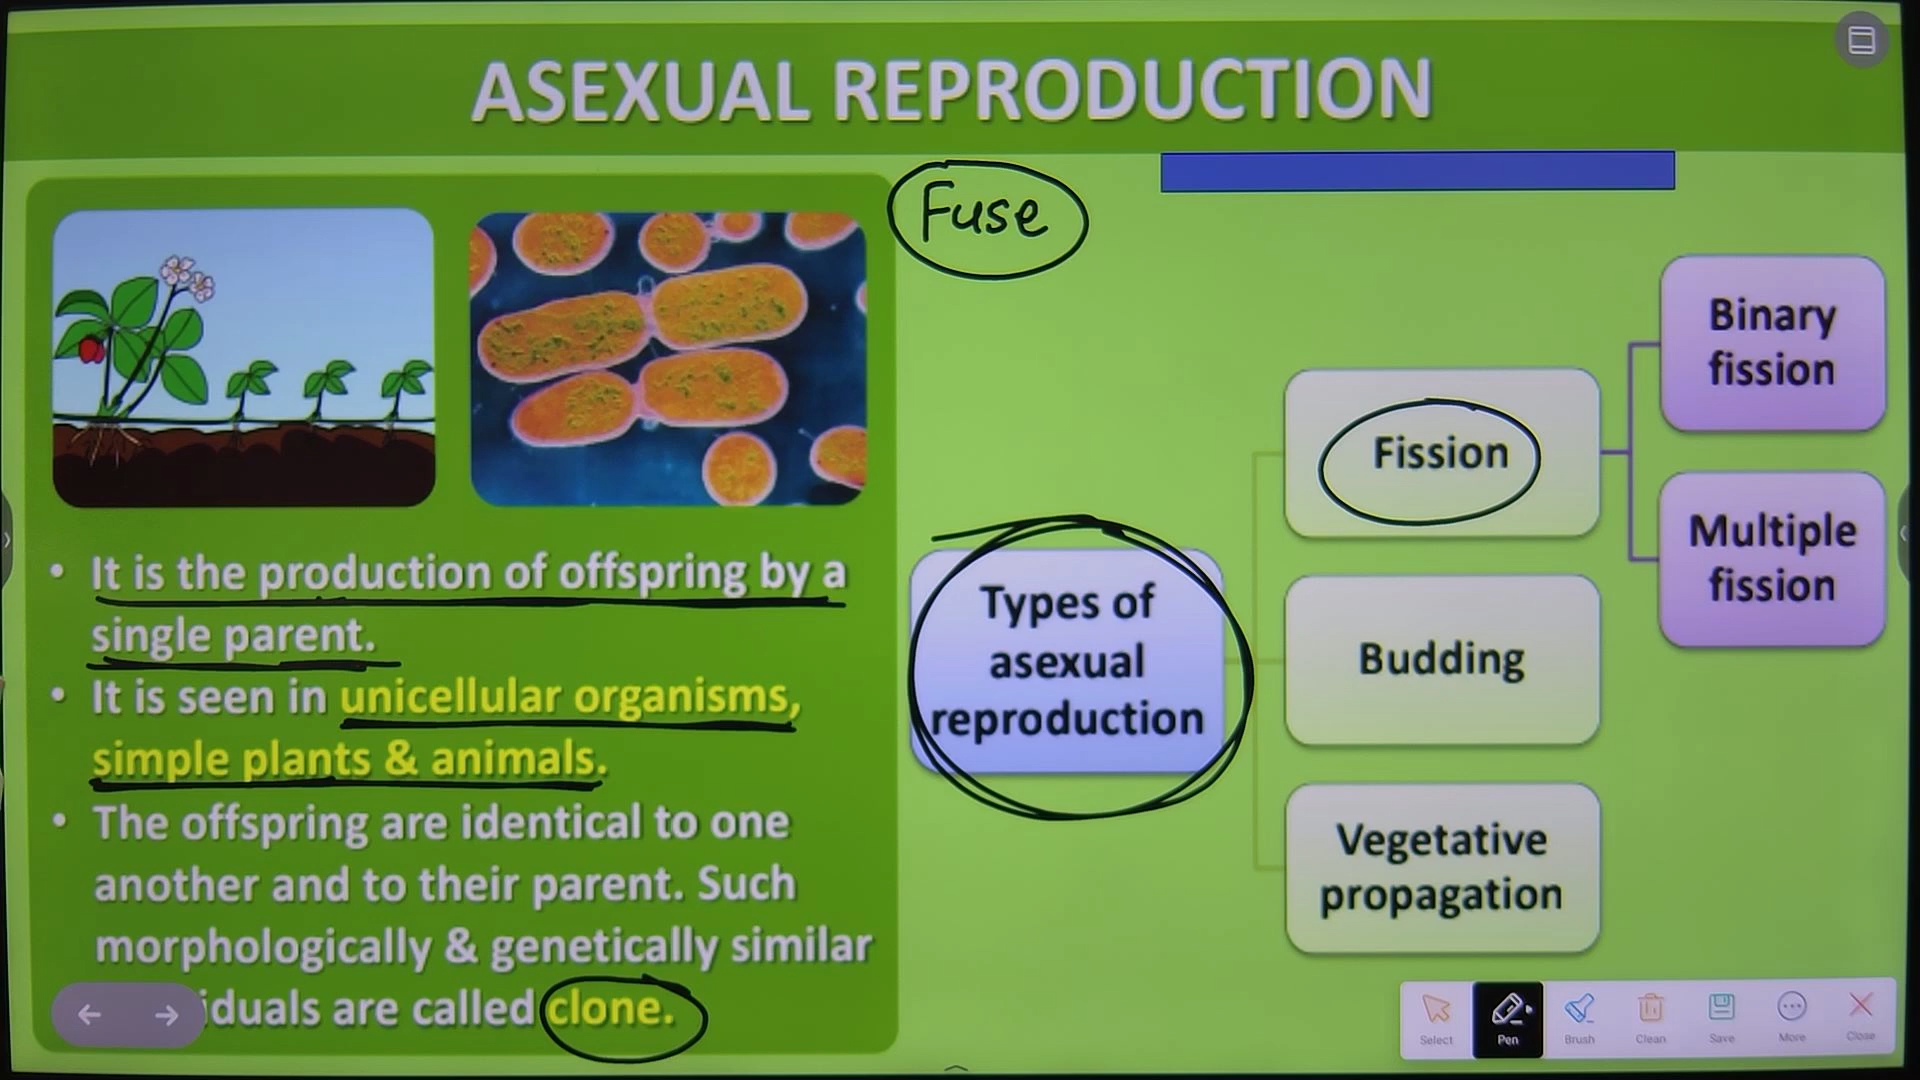 ASEXUAL REPRODUCTION
Fuse
• It is the production of offspring by a
single parent.
• It is seen in unicellular organisms,
simple plants & animals.
• The offspring are identical to one
another and to their parent. Such
morphologically & genetically similar
iduals are called clone.
Types of
asexual
reproduction
Fission
Budding
Vegetative
propagation
Binary
fission
Multiple
fission
Select
Pen
Brush
Clean
Save
More
Close